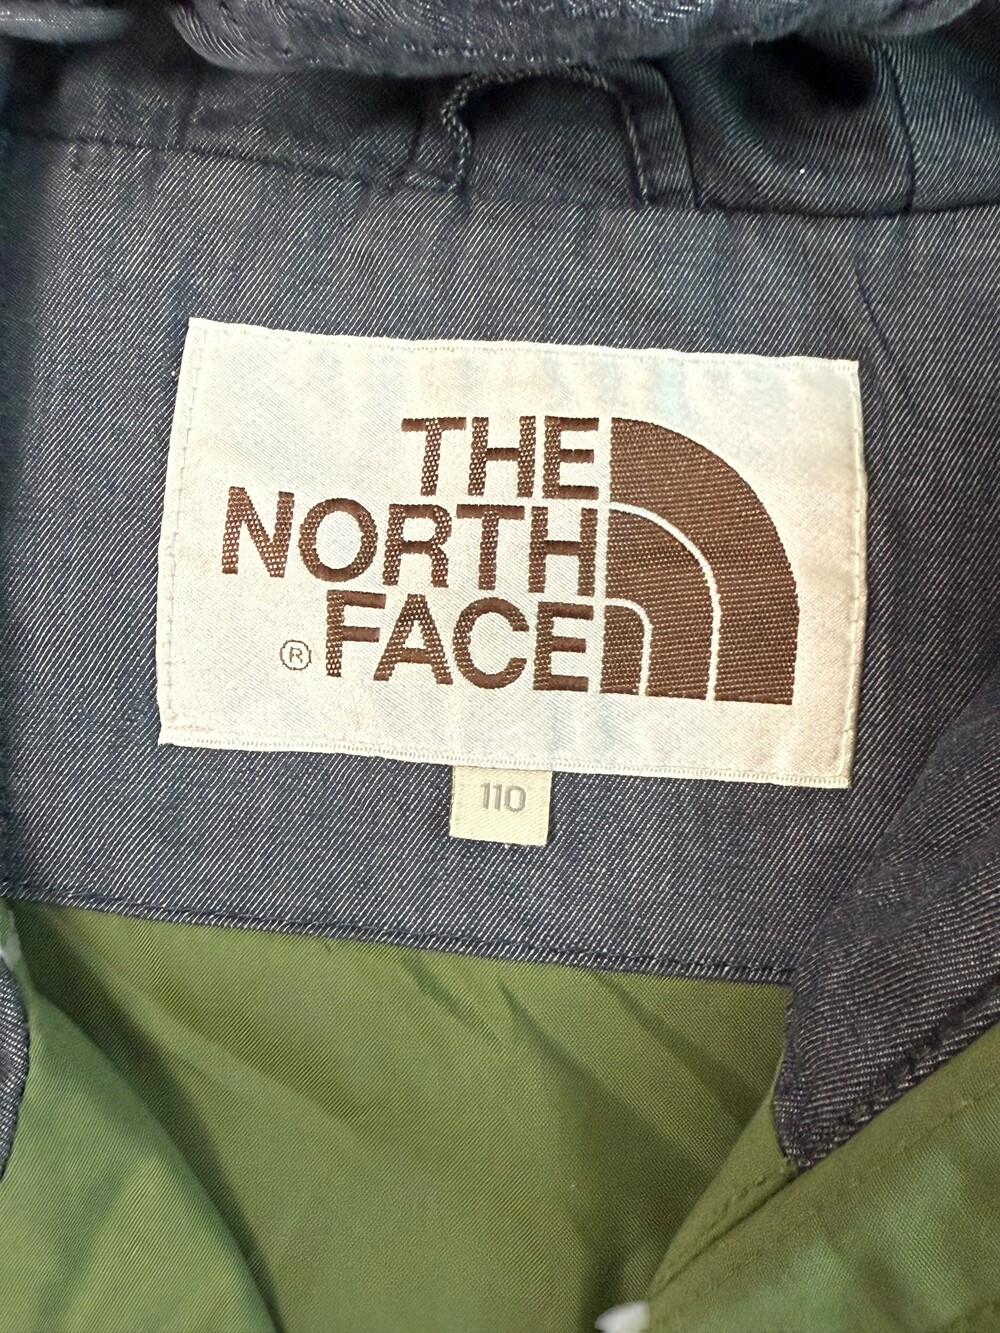 THE
NORTH
® FACE
110